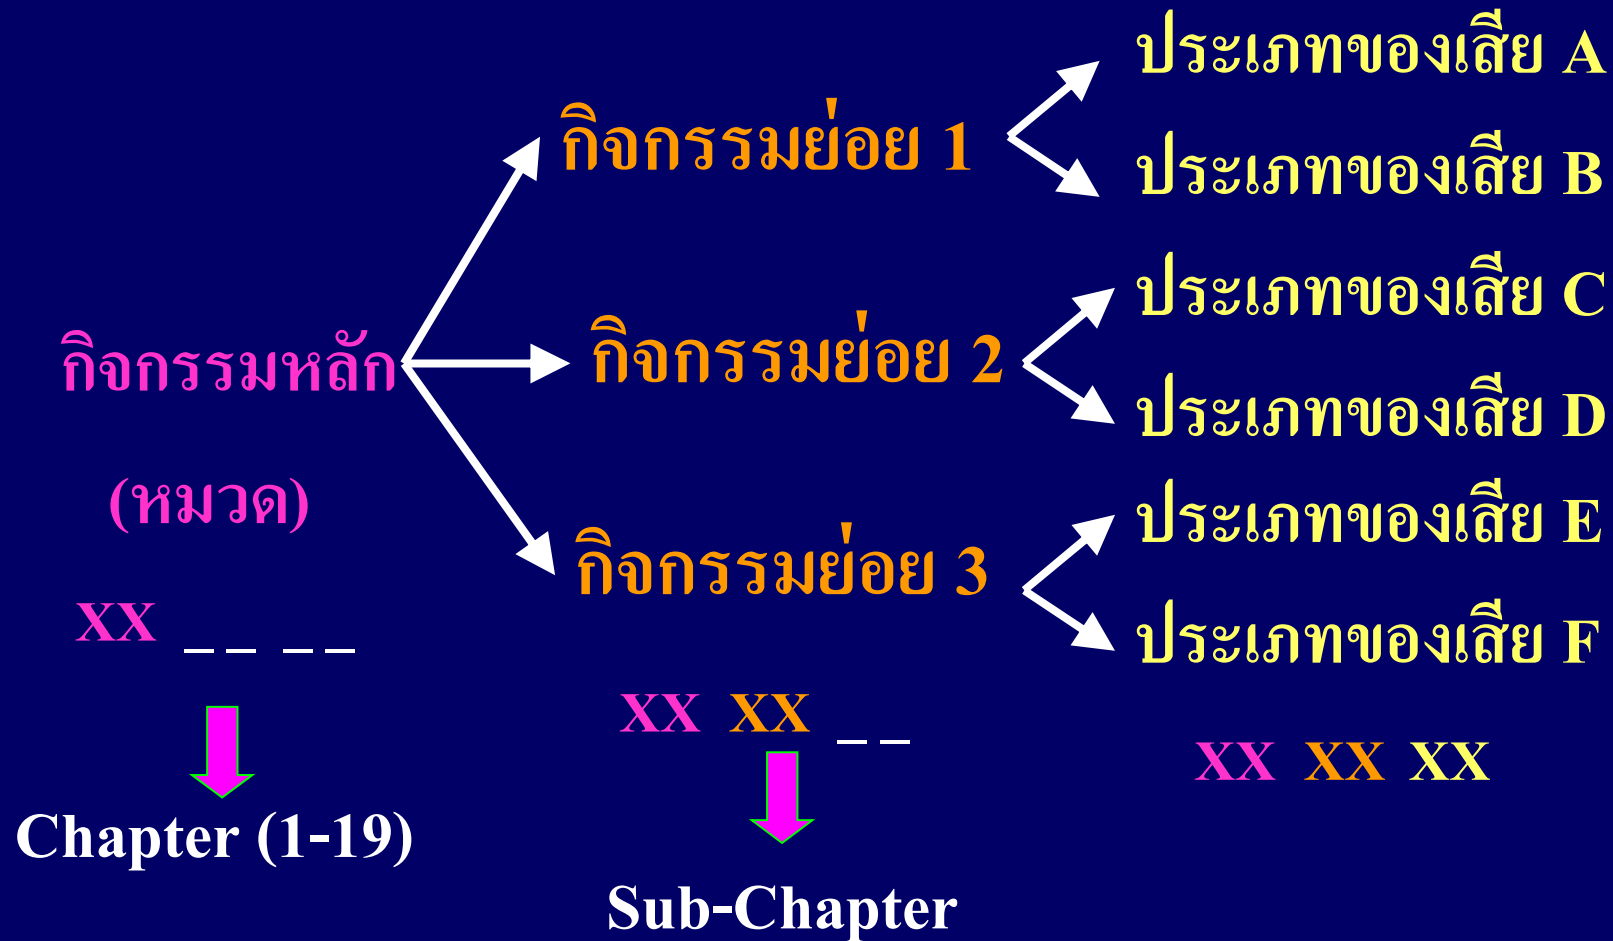 ประเภทของเสีย A
กิจกรรมย่อย 1
ประเภทของเสีย B
ประเภทของเสีย C
กิจกรรมหลัก
กิจกรรมย่อย 2
ประเภทของเสีย D
(หมวด)
ประเภทของเสีย E
กิจกรรมย่อย 3
ประเภทของเสีย F
XX _ _ _ _
XX XX _ _
XX XX XX
Chapter (1-19)
Sub-Chapter